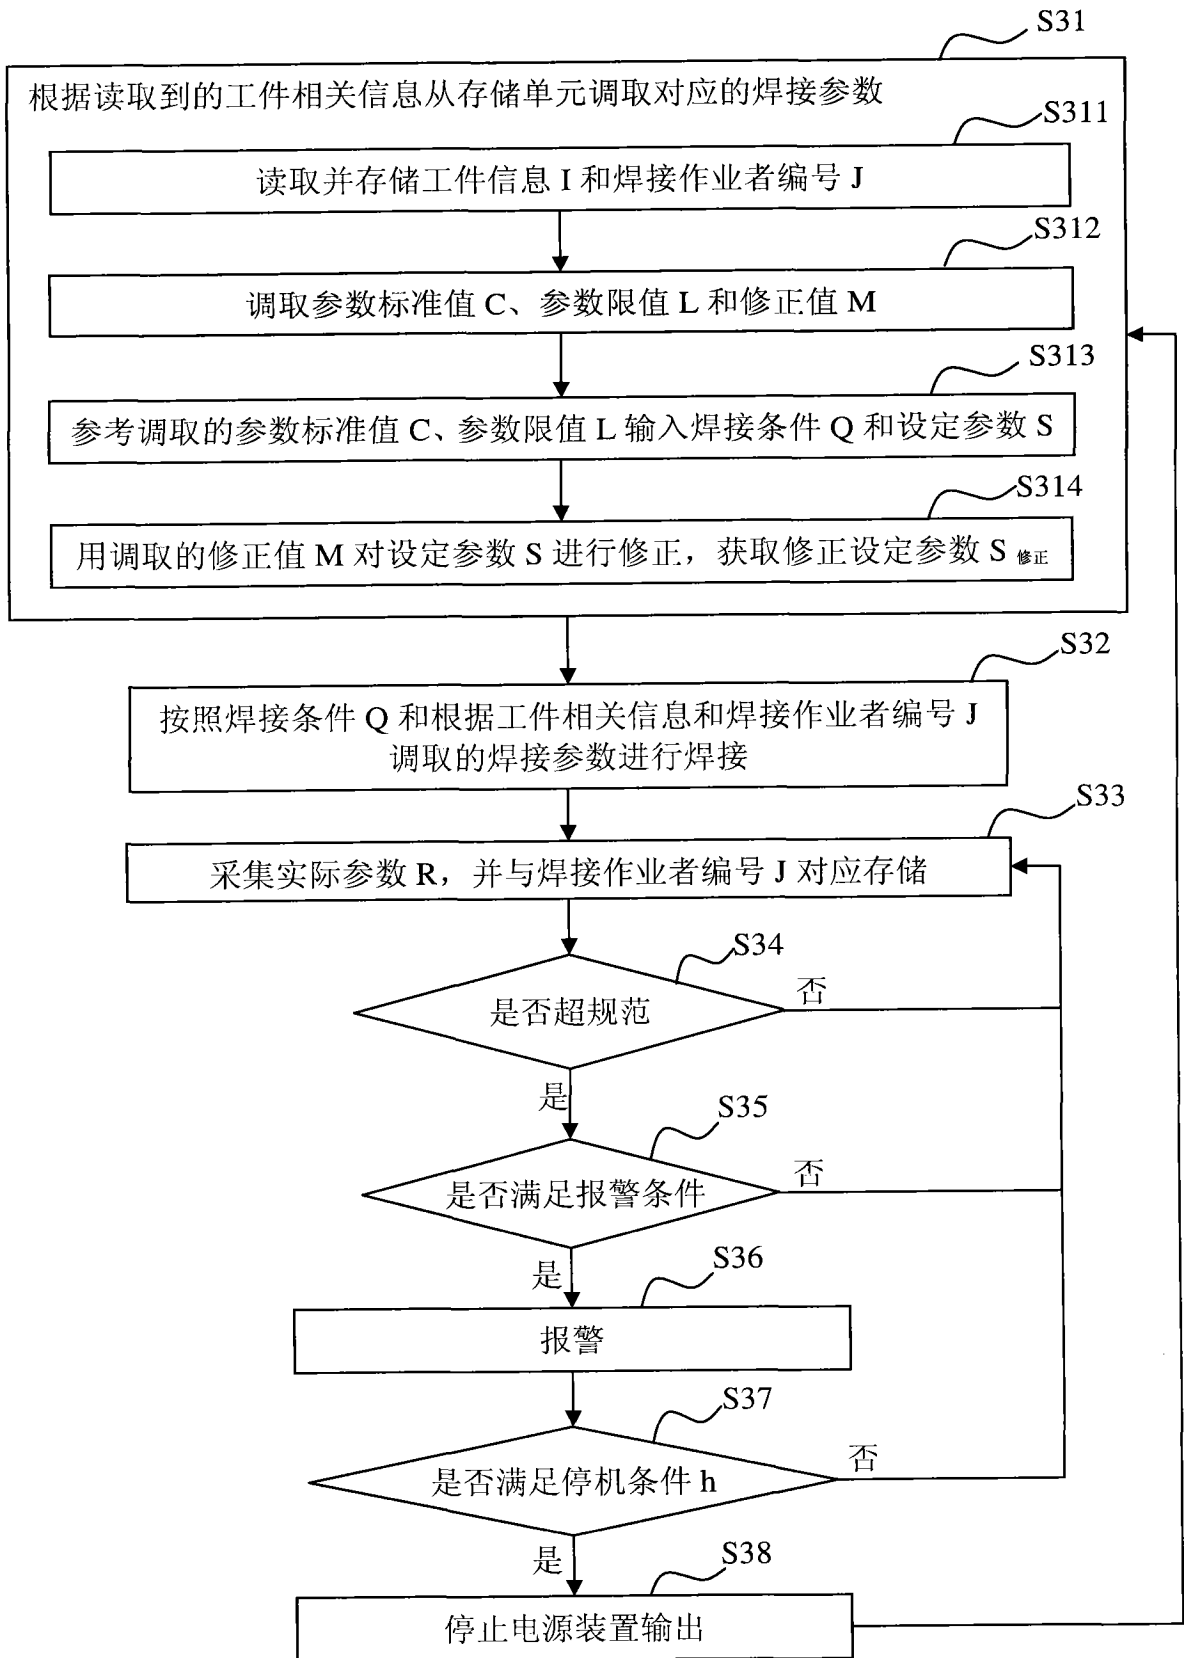 S31
根据读取到的工件相关信息从存储单元调取对应的焊接参数
S311
读取并存储工件信息 I 和焊接作业者编号 J
S312
调取参数标准值 C、参数限值 L 和修正值 M
S313
参考调取的参数标准值 C、参数限值 L 输入焊接条件 Q 和设定参数 S
S314
用调取的修正值 M 对设定参数 S 进行修正，获取修正设定参数 S 修正
S32
按照焊接条件 Q 和根据工件相关信息和焊接作业者编号 J
调取的焊接参数进行焊接
S33
采集实际参数 R，并与焊接作业者编号 J 对应存储
S34
是否超规范
否
是
S35
是否满足报警条件
否
是
S36
报警
S37
是否满足停机条件 h
否
是
S38
停止电源装置输出